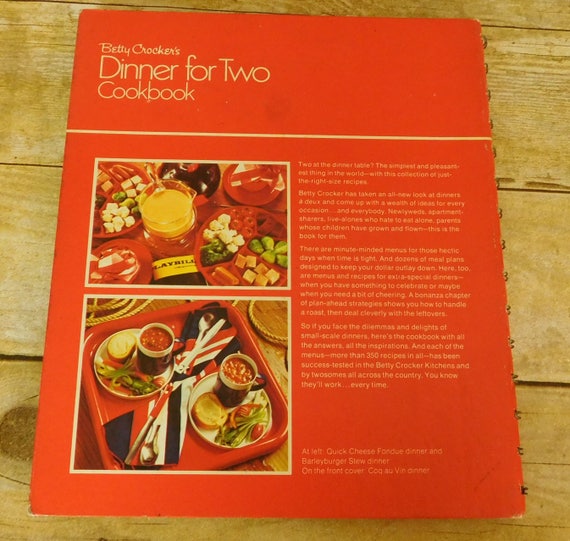 Betty Crocker's
Dinner for Two
Cookbook
Two at the dinner table? The simplest and pleasant-
est thing in the world—with this collection of just-
the-right-size recipes.
Betty Crocker has taken an all-new look at dinners
à deux and come up with a wealth of ideas for every
occasion...and everybody. Newlyweds, apartment-
sharers, live-alones who hate to eat alone, parents
whose children have grown and flown—this is the
book for them.
There are minute-minded menus for those hectic
days when time is tight. And dozens of meal plans
designed to keep your dollar outlay down. Here, too,
are menus and recipes for extra-special dinners—
when you have something to celebrate or maybe
when you need a bit of cheering. A bonanza chapter
of plan-ahead strategies shows you how to handle
a roast, then deal cleverly with the leftovers.
So if you face the dilemmas and delights of
small-scale dinners, here's the cookbook with all
the answers, all the inspirations. And each of the
menus—more than 350 recipes in all—has been
success-tested in the Betty Crocker Kitchens and
by twosomes all across the country. You know
they'll work...every time.
At left: Quick Cheese Fondue dinner and
Barleyburger Stew dinner
On the front cover: Coq au Vin dinner
PLAYBILL